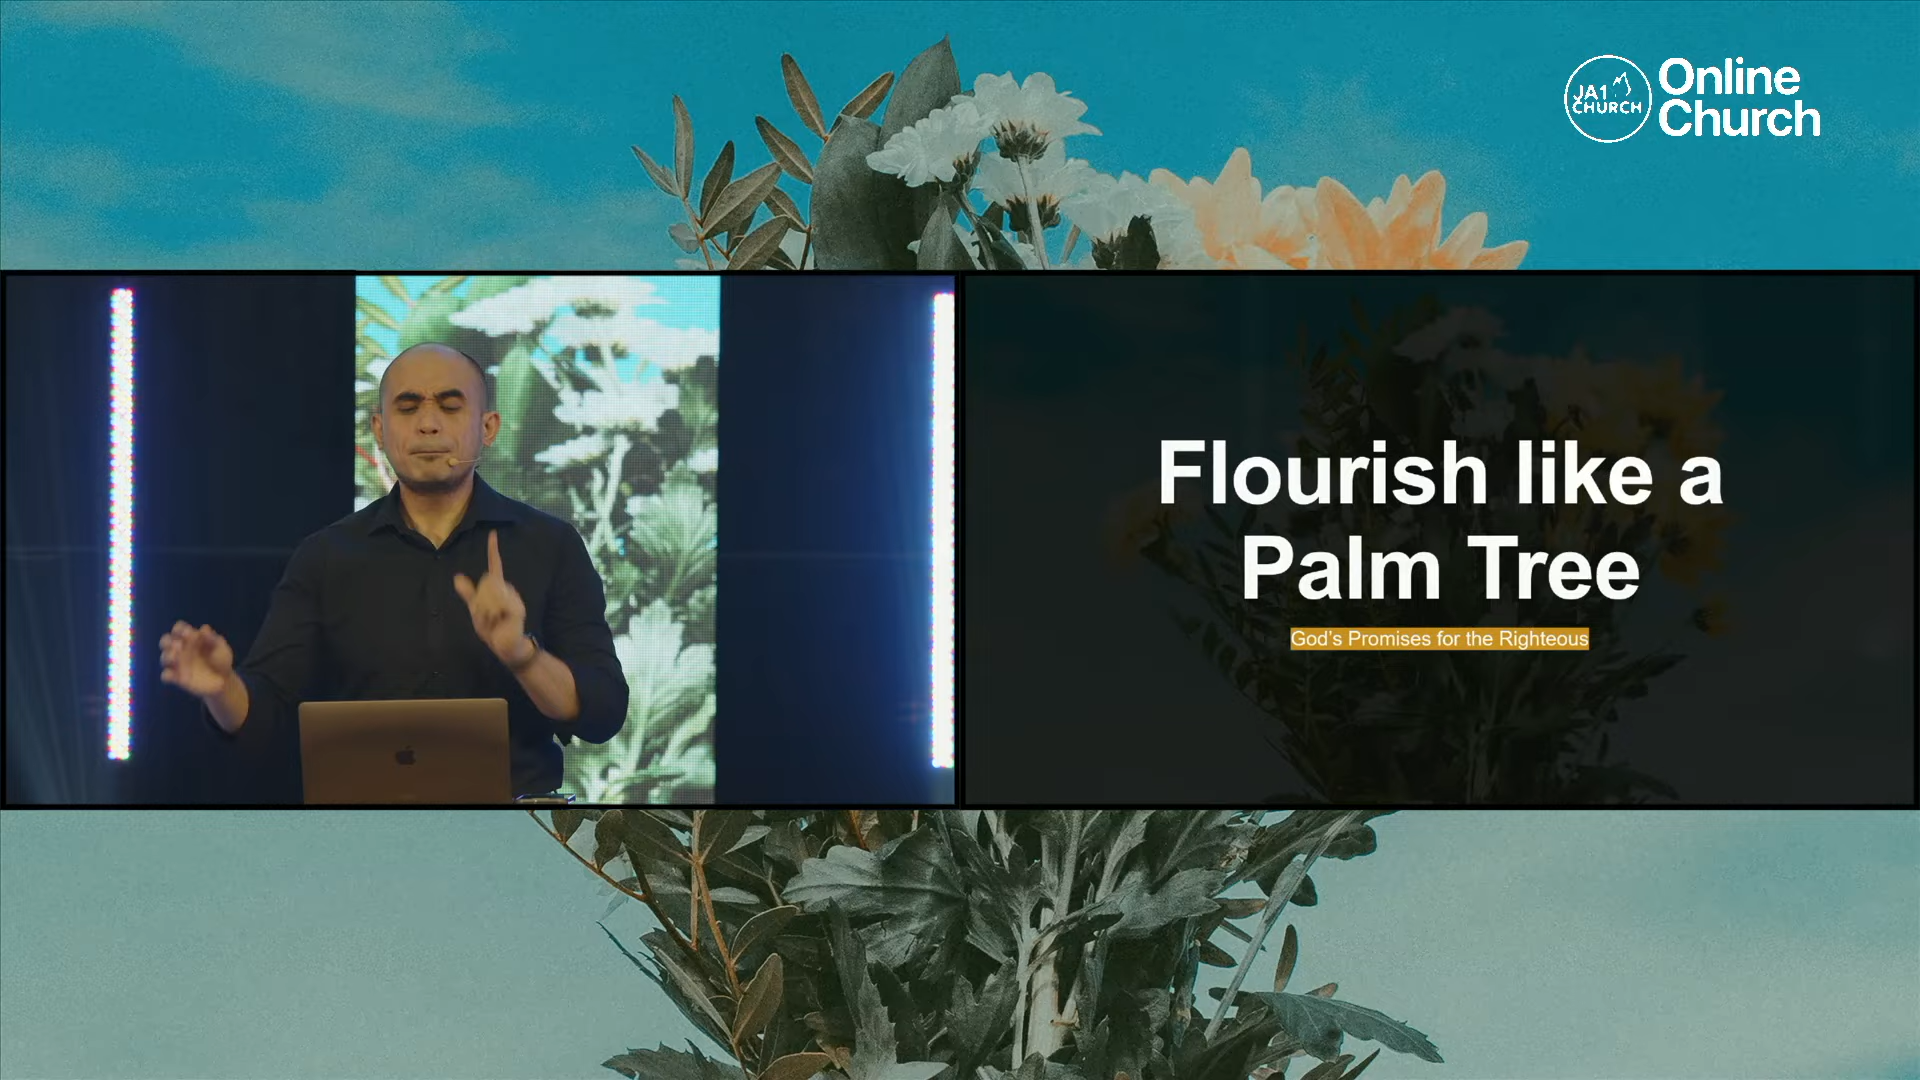 JA1
CHURCH
Online
Church
Flourish like a
Palm Tree
God's Promises for the Righteous